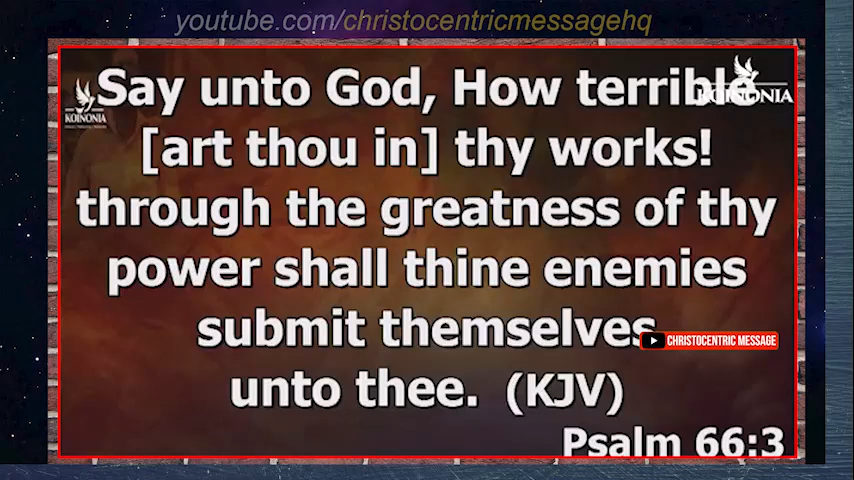 youtube.com/christocentricmessagehq
Say unto God, How terrible
KOINONIA
KOINONIA
[art thou in] thy works!
through the greatness of thy
power shall thine enemies
submit themselves
CHRISTOCENTRIC MESSAGE
unto thee. (KJV)
Psalm 66:3